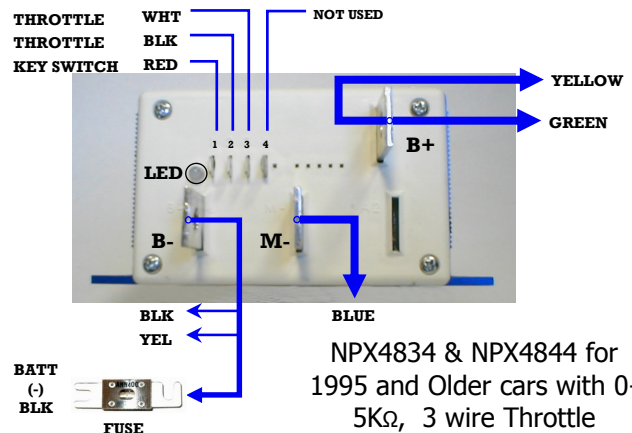 THROTTLE WHT NOT USED
THROTTLE BLK
KEY SWITCH RED
YELLOW
GREEN
1 2 3 4
B+
LED
B- M-
BLK BLUE
YEL
BATT
(-)
BLK
FUSE
NPX4834 & NPX4844 for
1995 and Older cars with 0-
5KΩ, 3 wire Throttle